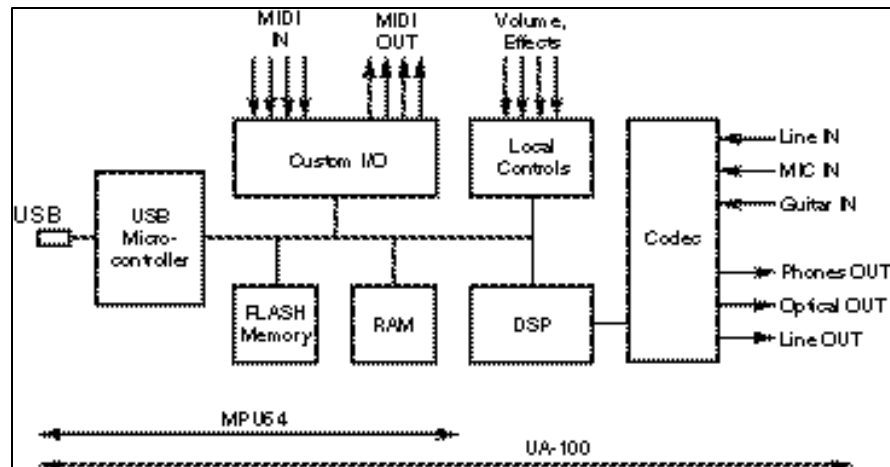 MIDI
IN
MIDI
OUT
Volume,
Effects
Custom I/O
Local
Controls
Line IN
MIC IN
Guitar IN
USB
USB
Micro-
controller
Codec
FLASH
Memory
RAM
DSP
Phones OUT
Optical OUT
Line OUT
MPU64
UA-100